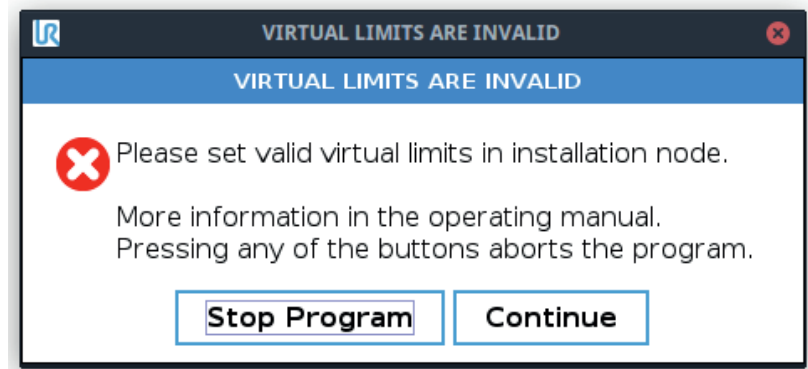 UR
VIRTUAL LIMITS ARE INVALID
VIRTUAL LIMITS ARE INVALID
Please set valid virtual limits in installation node.
More information in the operating manual.
Pressing any of the buttons aborts the program.
Stop Program
Continue